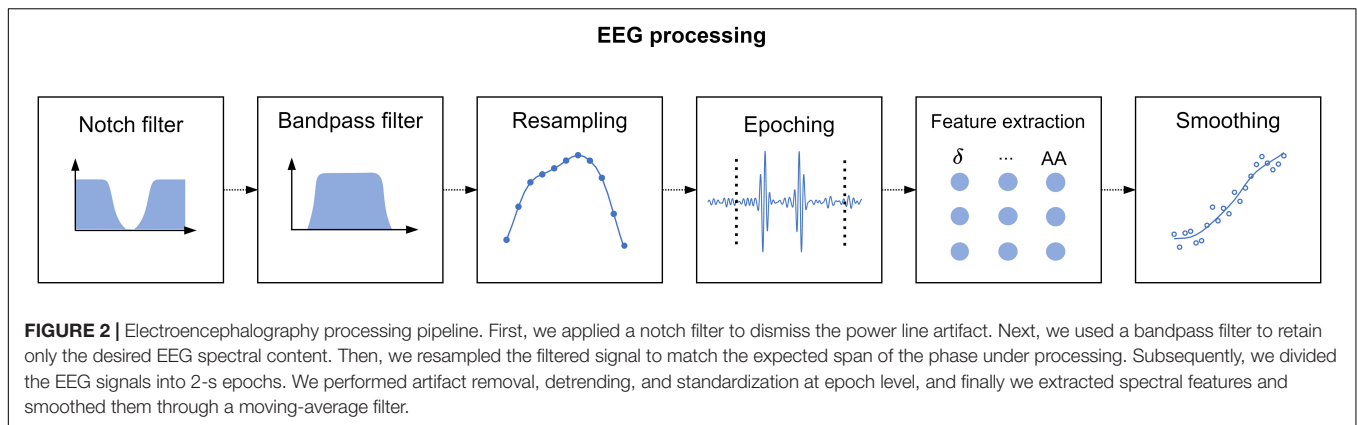 EEG processing
Notch filter
Bandpass filter
Resampling
Epoching
Feature extraction
δ ... AA
Smoothing
FIGURE 2 | Electroencephalography processing pipeline. First, we applied a notch filter to dismiss the power line artifact. Next, we used a bandpass filter to retain
only the desired EEG spectral content. Then, we resampled the filtered signal to match the expected span of the phase under processing. Subsequently, we divided
the EEG signals into 2-s epochs. We performed artifact removal, detrending, and standardization at epoch level, and finally we extracted spectral features and
smoothed them through a moving-average filter.